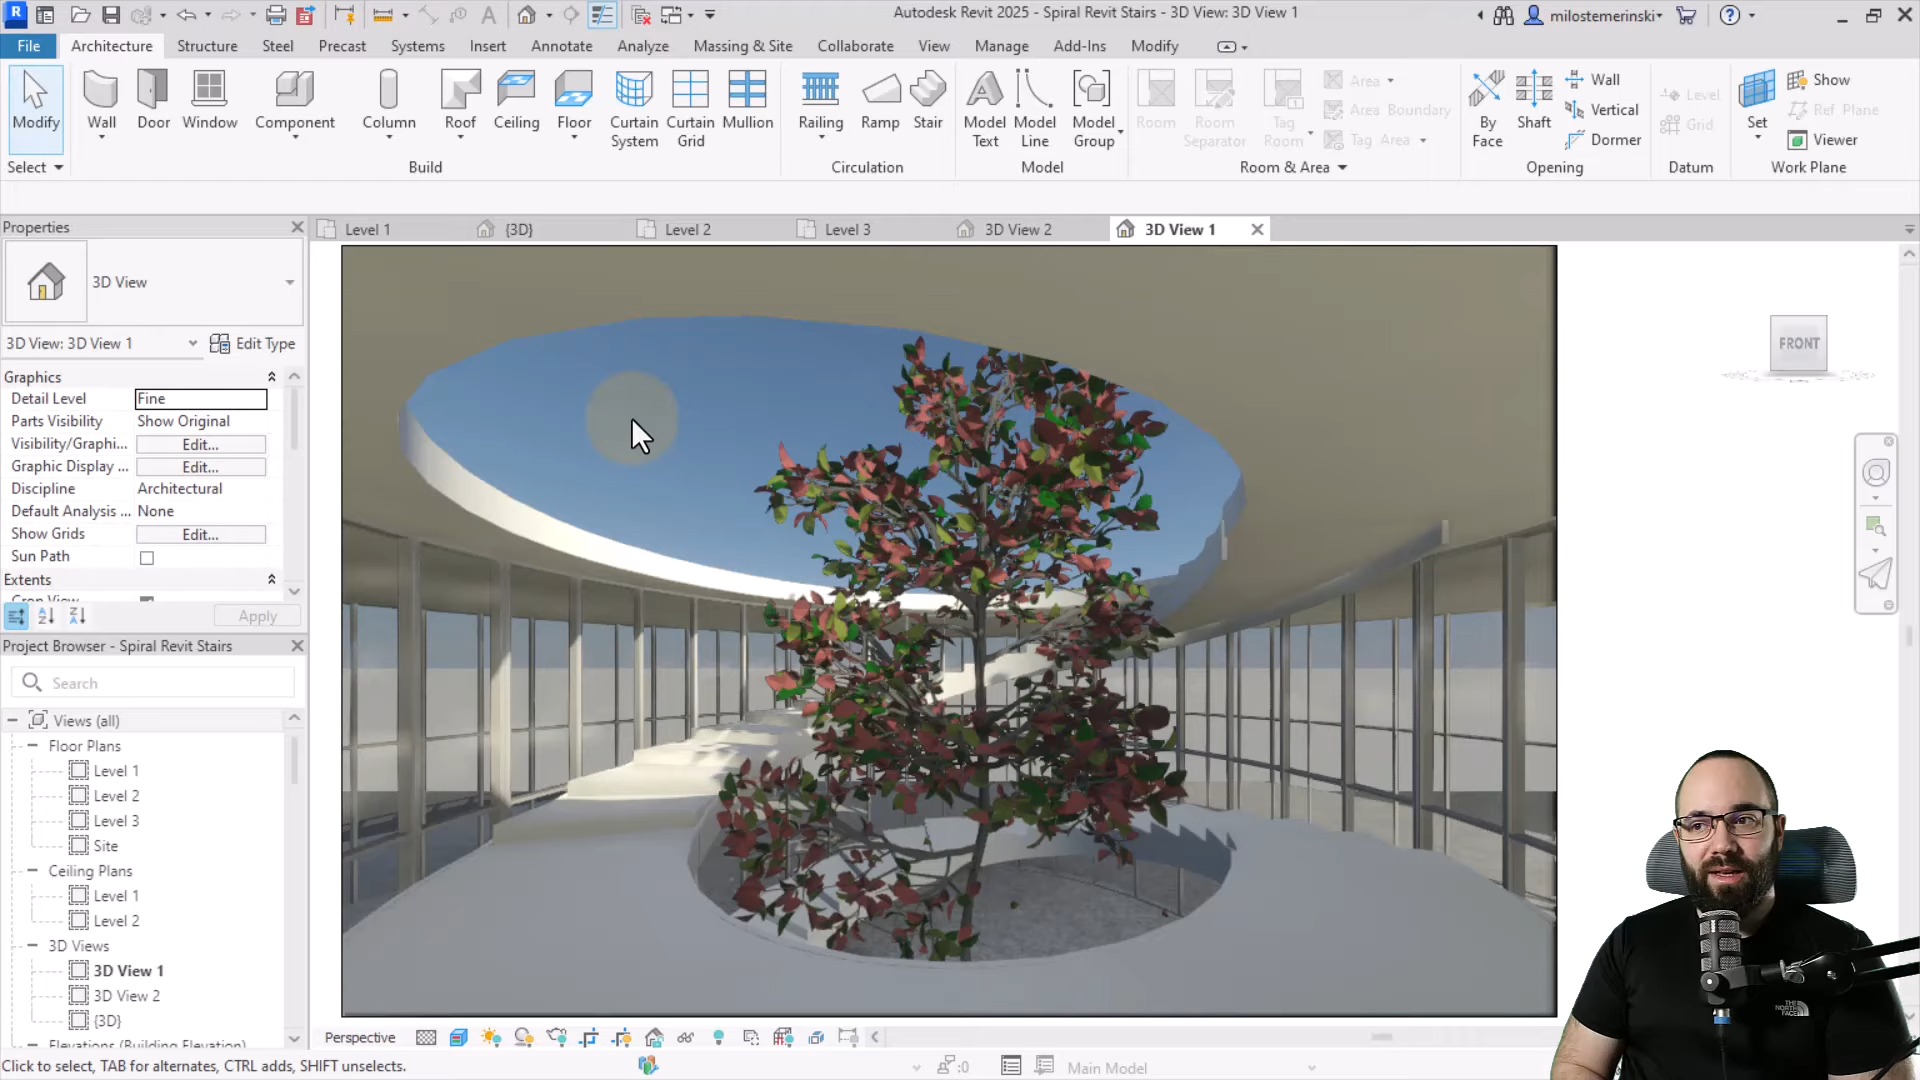 Autodesk Revit 2025 - Spiral Revit Stairs - 3D View: 3D View 1
milostemerinski
File
Architecture
Structure
Steel
Precast
Systems
Insert
Annotate
Analyze
Massing & Site
Collaborate
View
Manage
Add-Ins
Modify
Modify
Wall
Door
Window
Component
Column
Roof
Ceiling
Floor
Curtain
System
Curtain
Grid
Mullion
Railing
Ramp
Stair
Model
Text
Model
Line
Model
Group
Room
Room
Separator
Tag
Room
Area
Area Boundary
Tag Area
By
Face
Shaft
Wall
Vertical
Dormer
Level
Grid
Set
Show
Ref Plane
Viewer
Select
Build
Circulation
Model
Room & Area
Opening
Datum
Work Plane
Properties
Level 1
{3D}
Level 2
Level 3
3D View 2
3D View 1
3D View
3D View: 3D View 1
Edit Type
Graphics
Detail Level
Fine
Parts Visibility
Show Original
Visibility/Graphi...
Edit...
Graphic Display ...
Edit...
Discipline
Architectural
Default Analysis ...
None
Show Grids
Edit...
Sun Path
Extents
Crop View
Apply
FRONT
Project Browser - Spiral Revit Stairs
Search
Views (all)
Floor Plans
Level 1
Level 2
Level 3
Site
Ceiling Plans
Level 1
Level 2
3D Views
3D View 1
3D View 2
{3D}
Elevations (Building Elevation)
Perspective
Click to select, TAB for alternates, CTRL adds, SHIFT unselects.
:0
Main Model
THE
NORTH
FACE